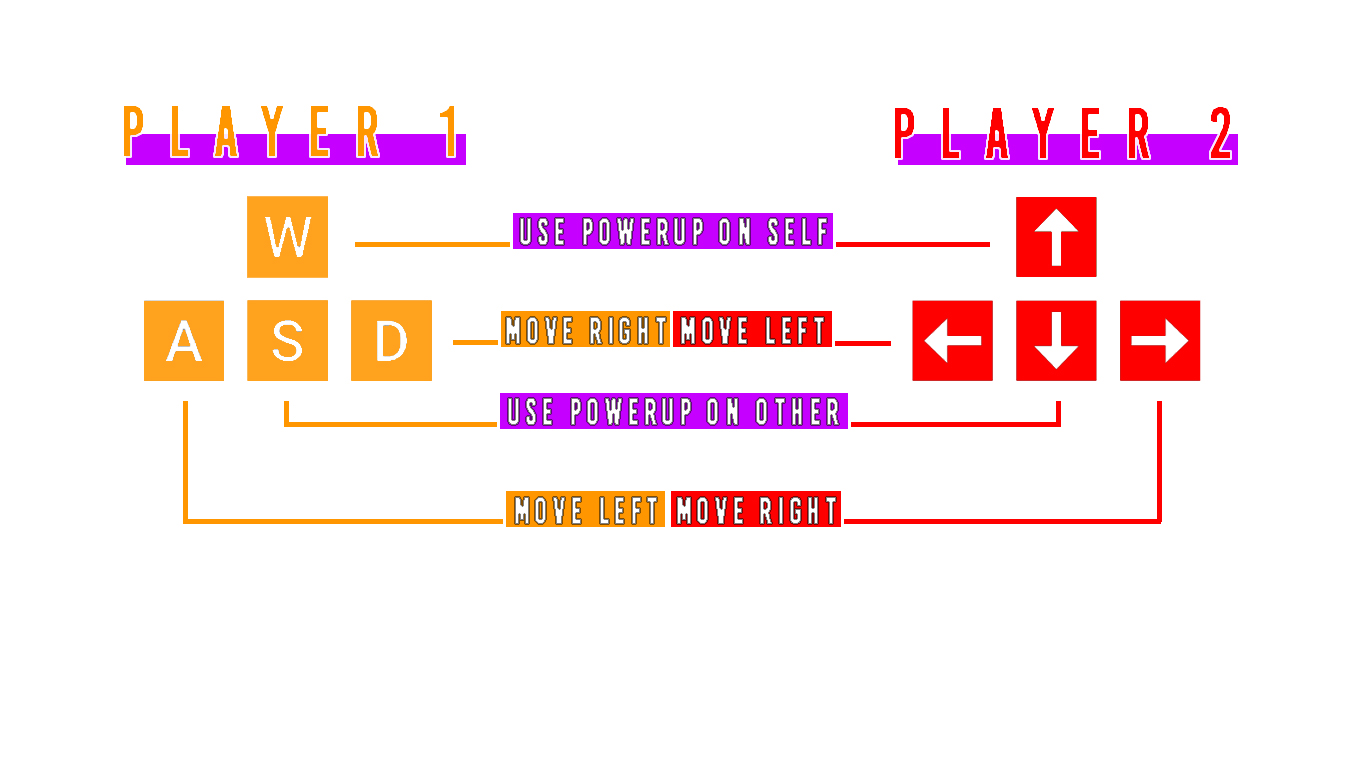 PLAYER 1
PLAYER 2
W
USE POWERUP ON SELF
A S D
MOVE RIGHT MOVE LEFT
USE POWERUP ON OTHER
MOVE LEFT MOVE RIGHT